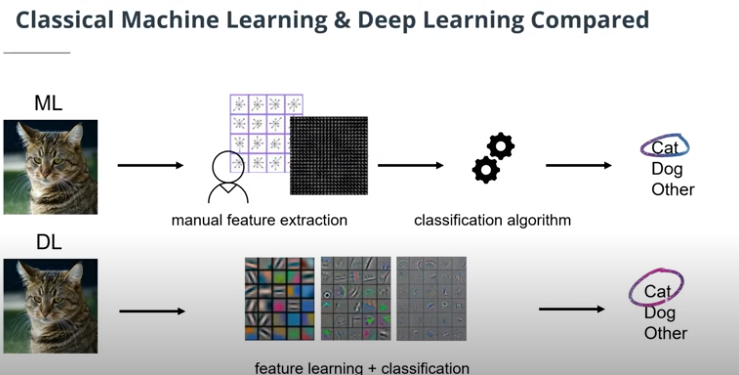 Classical Machine Learning & Deep Learning Compared
ML
Cat
Dog
Other
manual feature extraction
classification algorithm
DL
Cat
Dog
Other
feature learning + classification